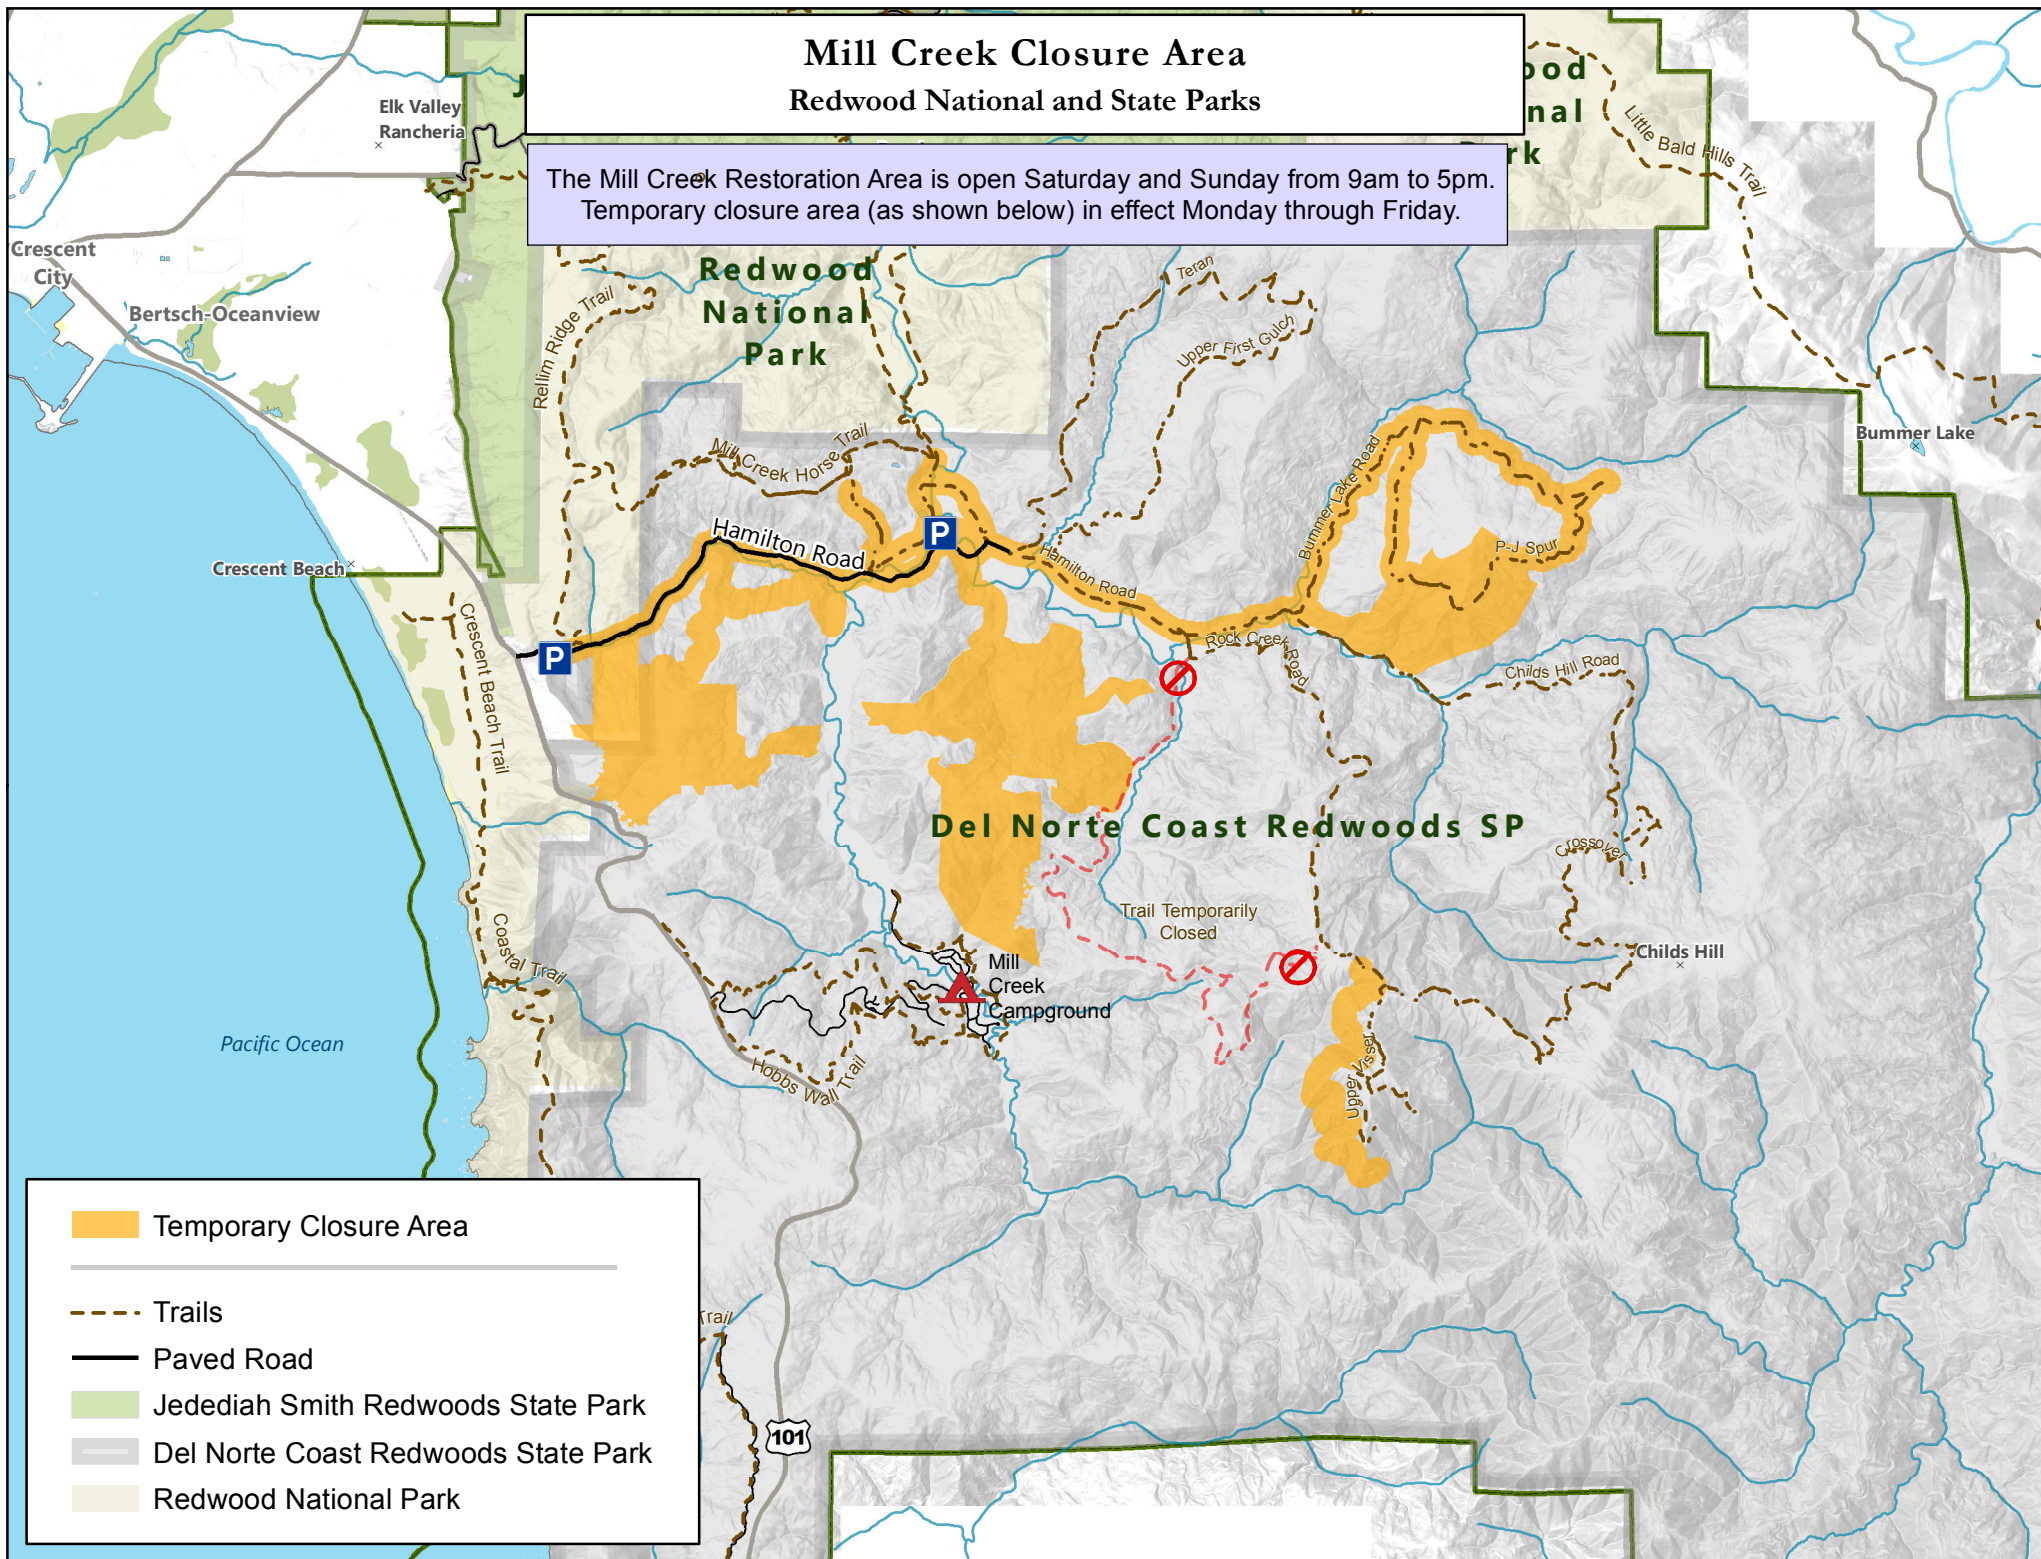 Mill Creek Closure Area
Redwood National and State Parks
The Mill Creek Restoration Area is open Saturday and Sunday from 9am to 5pm.
Temporary closure area (as shown below) in effect Monday through Friday.
J
ood
nal
rk
Elk Valley
Rancheria
Little Bald Hills Trail
Crescent
City
Bertsch-Oceanview
Redwood
National
Park
Rellim Ridge Trail
Teran
Upper First Gulch
Mill Creek Horse Trail
Bummer Lake Road
Bummer Lake
P
Hamilton Road
Hamilton Road
P-J Spur
Crescent Beach
P
Rock Creek Road
Childs Hill Road
Crescent Beach Trail
Del Norte Coast Redwoods SP
Crossover
Trail Temporarily
Closed
Coastal Trail
Childs Hill
Mill
Creek
Campground
Pacific Ocean
Hobbs Wall Trail
Upper Visser
Trail
101
Temporary Closure Area
Trails
Paved Road
Jedediah Smith Redwoods State Park
Del Norte Coast Redwoods State Park
Redwood National Park